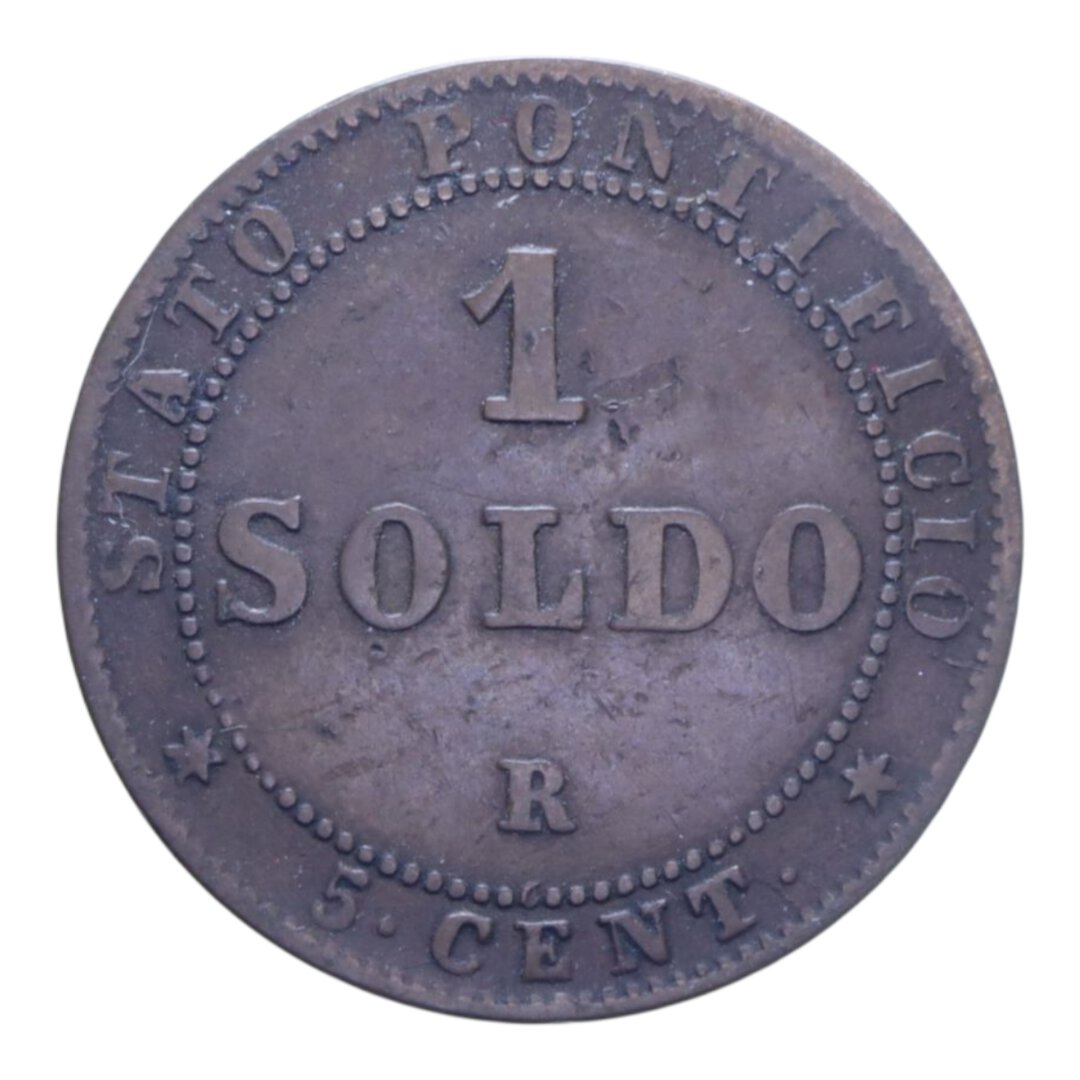 STATO PONTIFICIO
1
SOLDO
R
5 · CENT ·